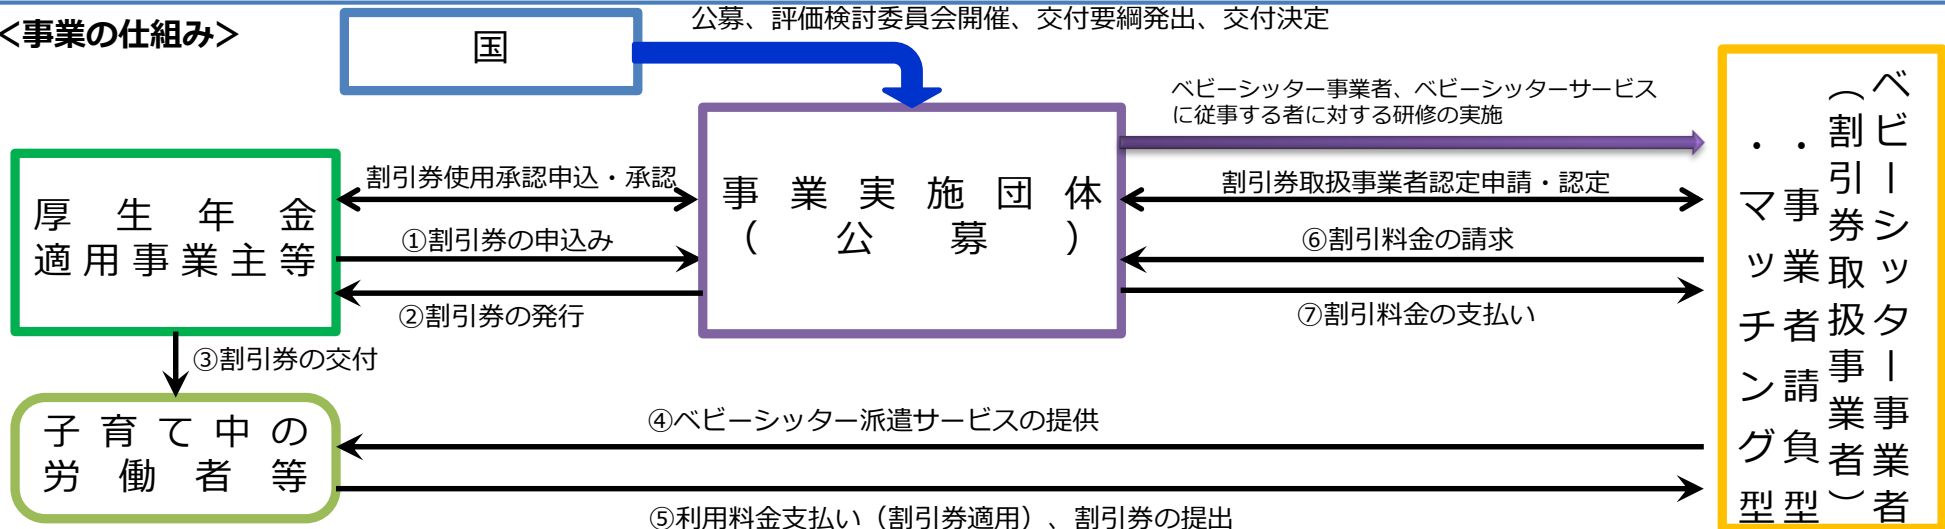 <事業の仕組み>
国
公募、評価検討委員会開催、交付要綱発出、交付決定
ベビーシッター事業者、ベビーシッターサービス
に従事する者に対する研修の実施
厚生年金
適用事業主等
割引券使用承認申込・承認
①割引券の申込み
②割引券の発行
事業実施団体
(公募)
割引券取扱事業者認定申請・認定
⑥割引料金の請求
⑦割引料金の支払い
ベビーシッター事業者
(割引券取扱事業者)
・事業者請負型
・マッチング型
③割引券の交付
子育て中の
労働者等
④ベビーシッター派遣サービスの提供
⑤利用料金支払い(割引券適用)、割引券の提出